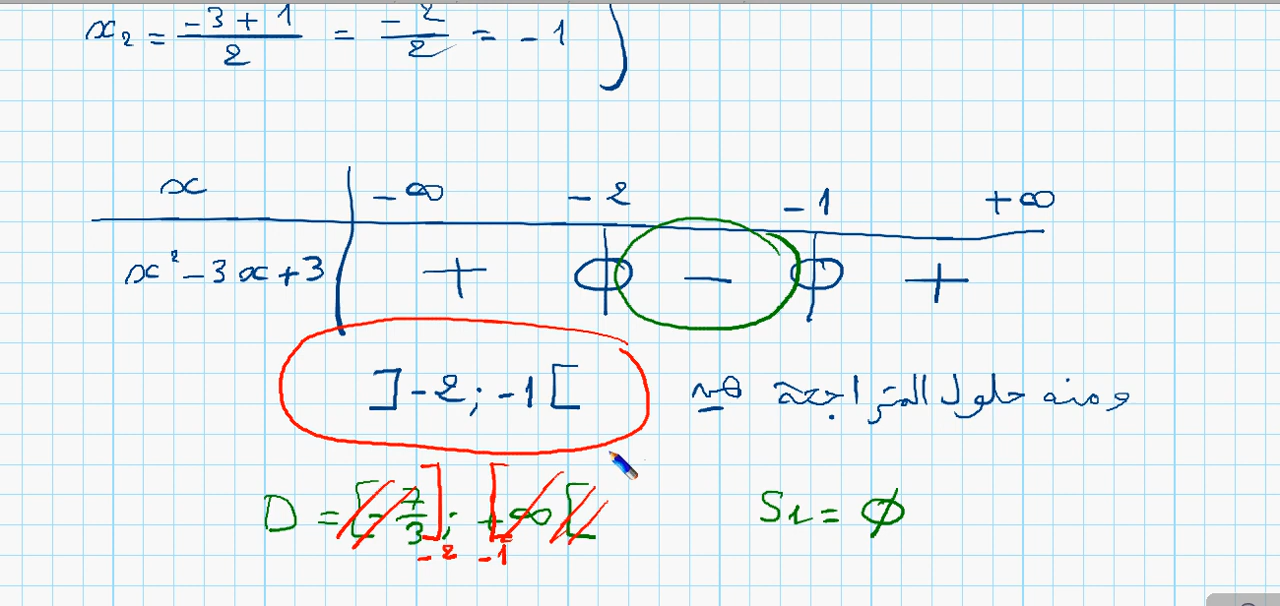 x₂ = (-3 + 1)/2 = -2/2 = -1 )
x | -∞ -2 -1 +∞
x² - 3x + 3 | + 0 - 0 +
ومنه حلول المتراجحة هي ]-2 ; -1[
D = [-7/3 ; +∞[ ] -2 [ -1 S₁ = ∅